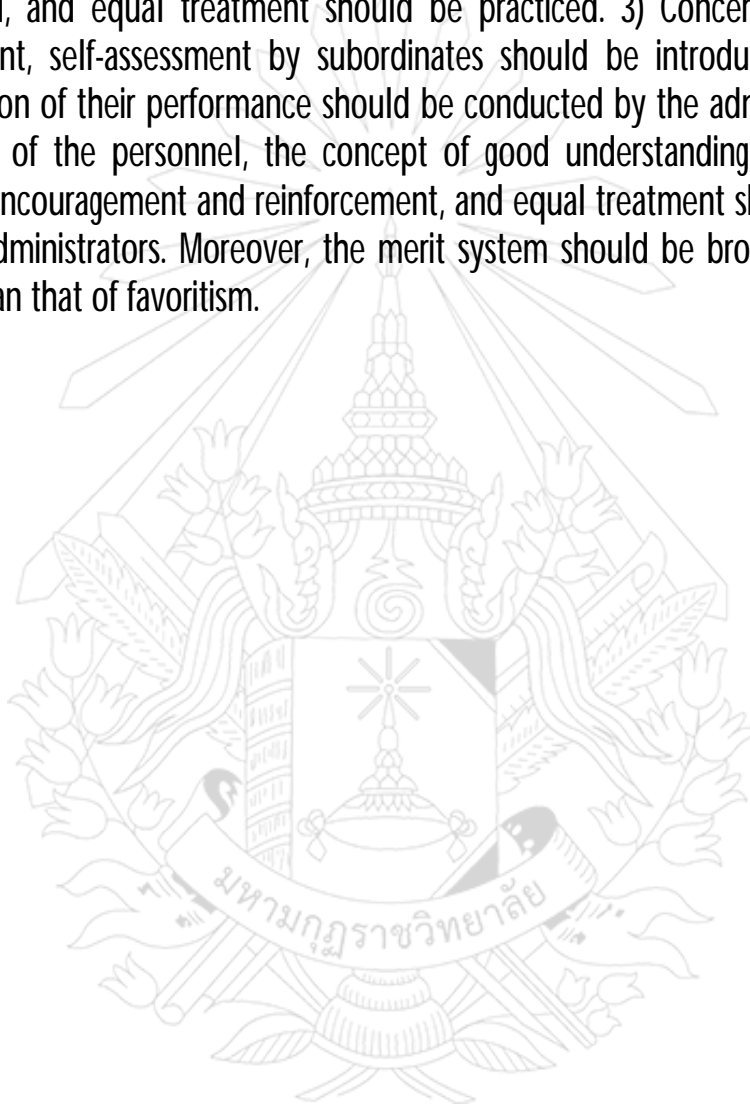 l, and equal treatment should be practiced. 3) Concer
nt, self-assessment by subordinates should be introdu
on of their performance should be conducted by the adr
of the personnel, the concept of good understanding
ncouragement and reinforcement, and equal treatment sl
dministrators. Moreover, the merit system should be bro
an that of favoritism.
มหามกุฏราชวิทยาลัย